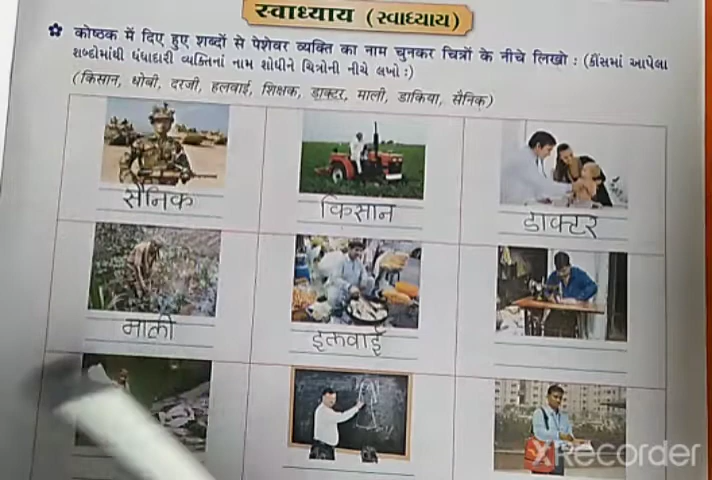 स्वाध्याय (સ્વાધ્યાય)
कोष्ठक में दिए हुए शब्दों से पेशेवर व्यक्ति का नाम चुनकर चित्रों के नीचे लिखो : (કૌંસમાં આપેલા
શબ્દોમાંથી ધંધાદારી વ્યક્તિનાં નામ શોધીને ચિત્રોની નીચે લખો :)
(किसान, धोबी, दरजी, हलवाई, शिक्षक, डाक्टर, माली, डाकिया, सैनिक)
सैनिक
किसान
डाक्टर
माली
हलवाई
XRecorder